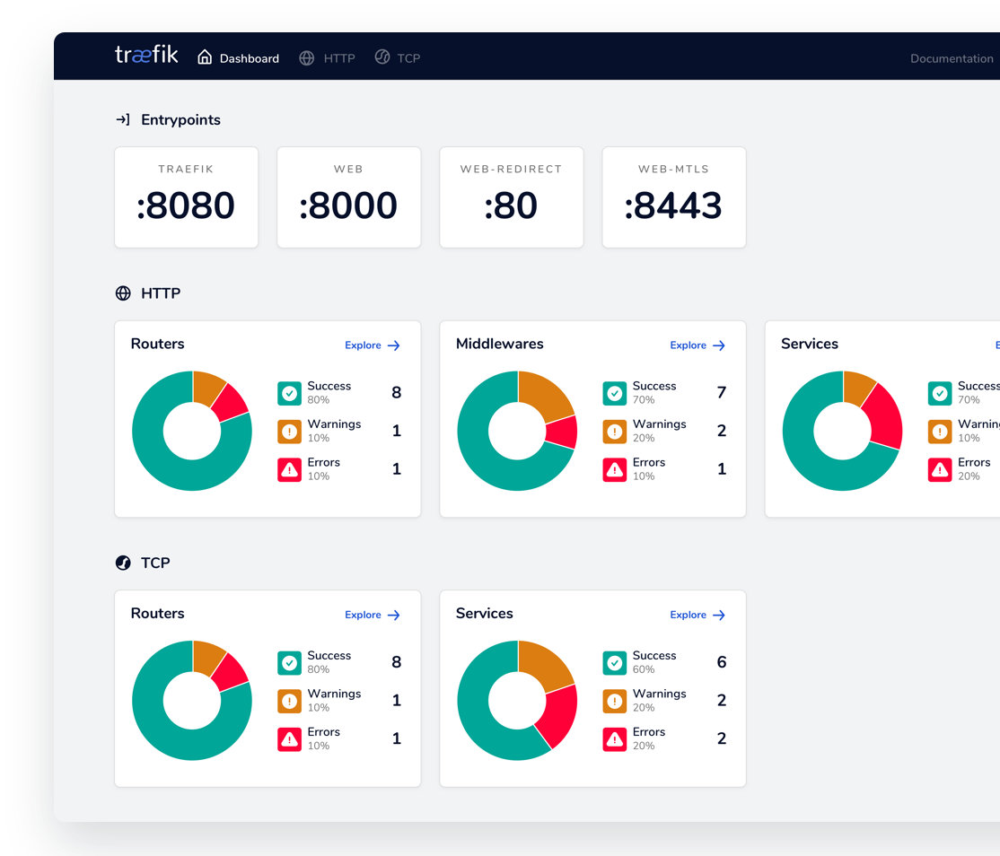 træfik Dashboard HTTP TCP Documentation
Entrypoints
TRAEFIK WEB WEB-REDIRECT WEB-MTLS
:8080 :8000 :80 :8443
HTTP
Routers Explore Middlewares Explore Services E
Success 8 Success 7 Success
80% 70% 70%
Warnings 1 Warnings 2 Warning
10% 20% 10%
Errors 1 Errors 1 Errors
10% 10% 20%
TCP
Routers Explore Services Explore
Success 8 Success 6
80% 60%
Warnings 1 Warnings 2
10% 20%
Errors 1 Errors 2
10% 20%